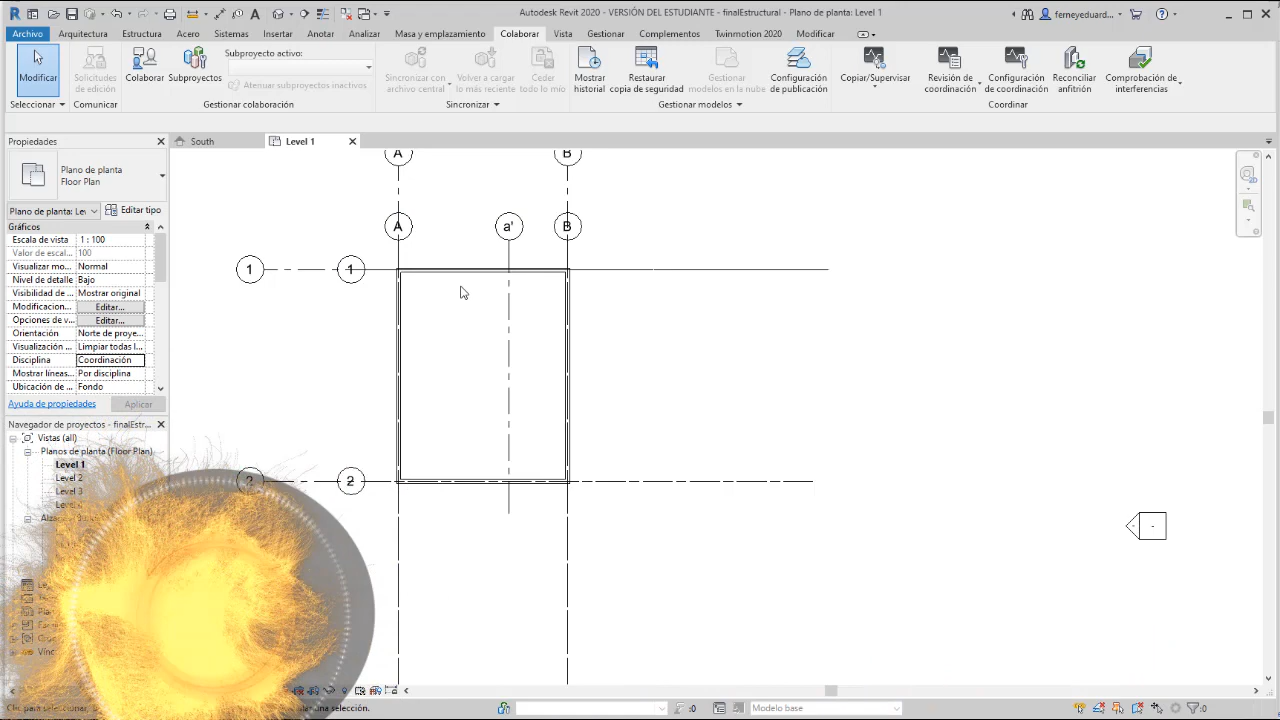 Autodesk Revit 2020 - VERSIÓN DEL ESTUDIANTE - finalEstructural - Plano de planta: Level 1
ferneyeduard...
Archivo Arquitectura Estructura Acero Sistemas Insertar Anotar Analizar Masa y emplazamiento Colaborar Vista Gestionar Complementos Twinmotion 2020 Modificar
Modificar
Solicitudes de edición
Colaborar
Subproyectos
Subproyecto activo:
Atenuar subproyectos inactivos
Sincronizar con archivo central
Volver a cargar lo más reciente
Ceder todo lo mío
Mostrar historial
Restaurar copia de seguridad
Gestionar modelos en la nube
Configuración de publicación
Copiar/Supervisar
Revisión de coordinación
Configuración de coordinación
Reconciliar anfitrión
Comprobación de interferencias
Seleccionar Comunicar Gestionar colaboración Sincronizar Gestionar modelos Coordinar
Propiedades
South
Level 1
Plano de planta
Floor Plan
Plano de planta: Le
Editar tipo
Gráficos
Escala de vista 1 : 100
Valor de escal... 100
Visualizar mo... Normal
Nivel de detalle Bajo
Visibilidad de ... Mostrar original
Modificacion... Editar...
Opciones de v... Editar...
Orientación Norte de proye...
Visualización ... Limpiar todas l...
Disciplina Coordinación
Mostrar líneas... Por disciplina
Ubicación de ... Fondo
Ayuda de propiedades Aplicar
Navegador de proyectos - finalEstr...
Vistas (all)
Planos de planta (Floor Plan)
Level 1
Level 2
Level 3
A B
A a' B
1 1
2 2
2D
Modelo base
:0
:0